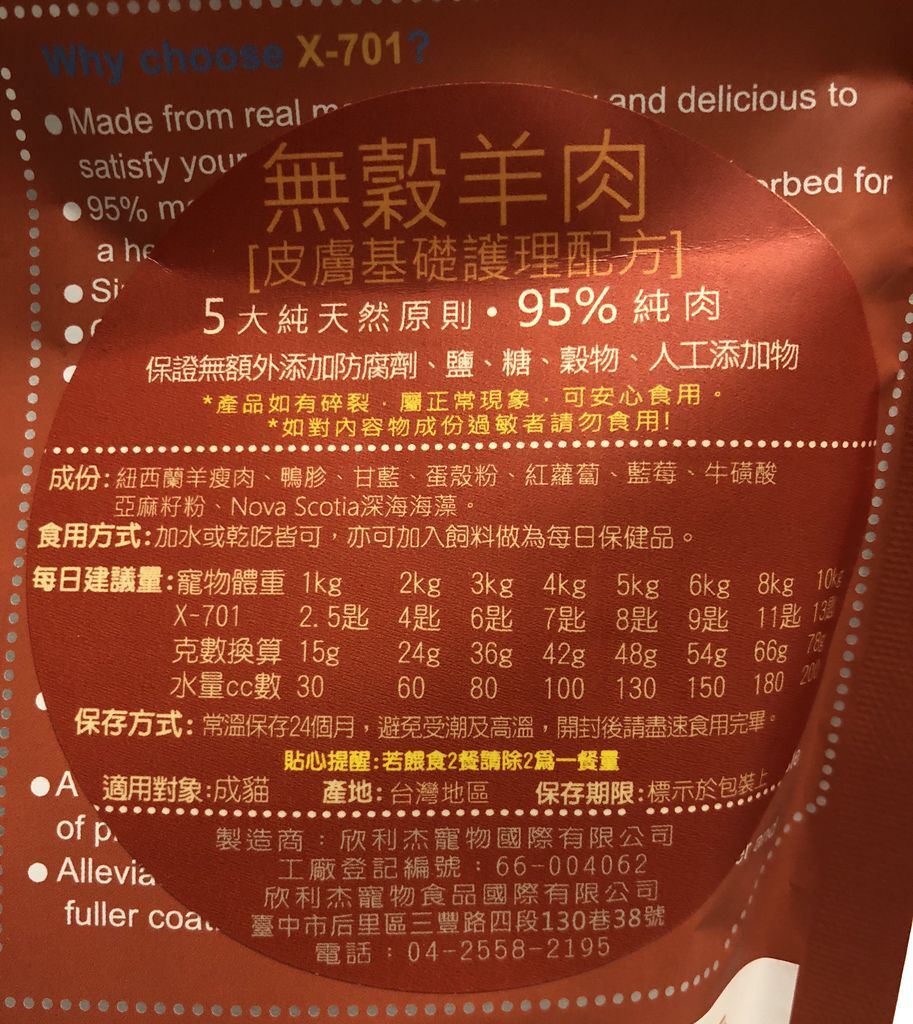 Why choose X-701?
Made from real and delicious to
satisfy your
95% orbed for
無穀羊肉
[皮膚基礎護理配方]
5大純天然原則·95%純肉
保證無額外添加防腐劑、鹽、糖、穀物、人工添加物
*產品如有碎裂·屬正常現象·可安心食用。
*如對內容物成份過敏者請勿食用!
成份:紐西蘭羊瘦肉、鴨胗、甘藍、蛋殼粉、紅蘿蔔、藍莓、牛磺酸
亞麻籽粉、Nova Scotia深海海藻。
食用方式:加水或乾吃皆可,亦可加入飼料做為每日保健品。
每日建議量:寵物體重 1kg 2kg 3kg 4kg 5kg 6kg 8kg 10kg
X-701 2.5匙 4匙 6匙 7匙 8匙 9匙 11匙 13匙
克數換算 15g 24g 36g 42g 48g 54g 66g 78g
水量cc數 30 60 80 100 130 150 180 200
保存方式:常溫保存24個月,避免受潮及高溫,開封後請盡速食用完畢。
貼心提醒:若餵食2餐請除2為一餐量
適用對象:成貓 產地:台灣地區 保存期限:標示於包裝上
of p
Allevia
fuller coat
製造商:欣利杰寵物國際有限公司
工廠登記編號:66-004062
欣利杰寵物食品國際有限公司
臺中市后里區三豐路四段130巷38號
電話:04-2558-2195